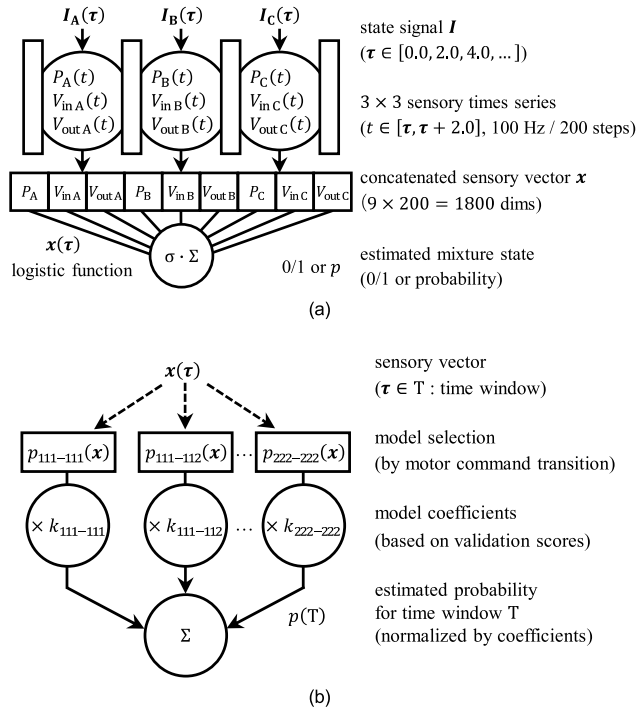 I_A(τ) I_B(τ) I_C(τ) state signal I
(τ ∈ [0.0, 2.0, 4.0, …])
P_A(t) P_B(t) P_C(t)
V_in A(t) V_in B(t) V_in C(t) 3 × 3 sensory times series
V_out A(t) V_out B(t) V_out C(t) (t ∈ [τ, τ + 2.0], 100 Hz / 200 steps)
P_A V_in A V_out A P_B V_in B V_out B P_C V_in C V_out C concatenated sensory vector x
(9 × 200 = 1800 dims)
x(τ)
logistic function σ · Σ 0/1 or p estimated mixture state
(0/1 or probability)
(a)
sensory vector
x(τ) (τ ∈ T : time window)
p_111−111(x) p_111−112(x) … p_222−222(x) model selection
(by motor command transition)
× k_111−111 × k_111−112 … × k_222−222 model coefficients
(based on validation scores)
estimated probability
Σ p(T) for time window T
(normalized by coefficients)
(b)